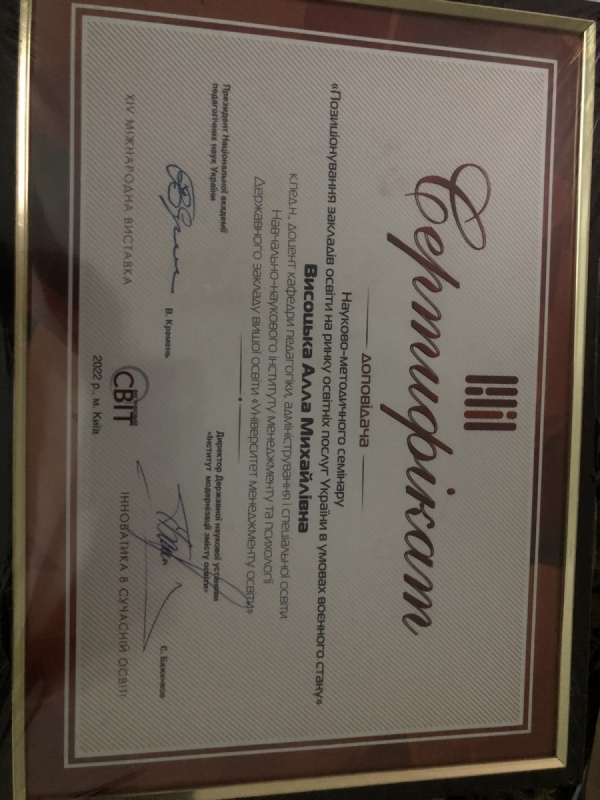 Сертифікат
доповідача
Науково-методичного семінару
«Позиціонування закладів освіти на ринку освітніх послуг України в умовах воєнного стану»
Висоцька Алла Михайлівна
к.пед.н., доцент кафедри педагогіки, адміністрування і спеціальної освіти
Навчально-наукового інституту менеджменту та психології
Державного закладу вищої освіти «Університет менеджменту освіти»
Президент Національної академії
педагогічних наук України
В. Кремень
Директор Державної наукової установи
«Інститут модернізації змісту освіти»
Є. Баженков
XIV МІЖНАРОДНА ВИСТАВКА
СВІТ
ІННОВАТИКА В СУЧАСНІЙ ОСВІТІ
2022 р., м. Київ